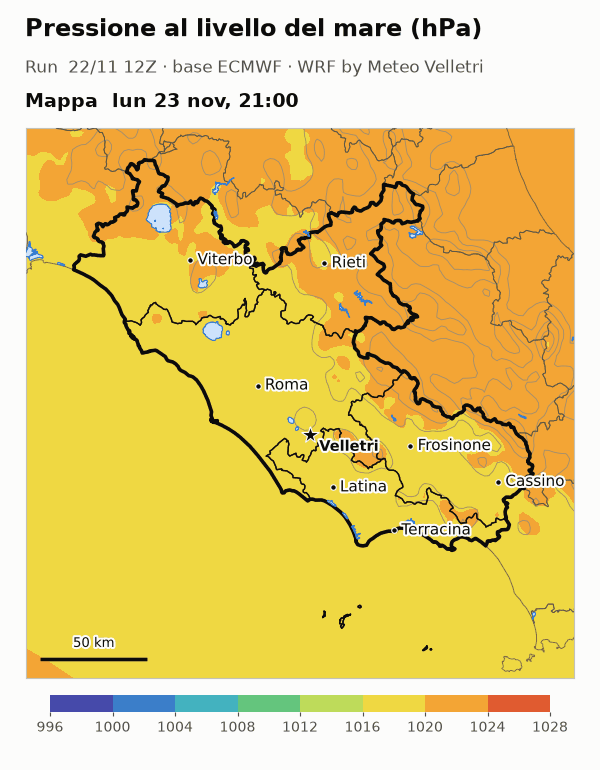 Pressione al livello del mare (hPa)
Run 22/11 12Z · base ECMWF · WRF by Meteo Velletri
Mappa lun 23 nov, 21:00
Viterbo
Rieti
Roma
Velletri
Frosinone
Cassino
Latina
Terracina
50 km
996 1000 1004 1008 1012 1016 1020 1024 1028